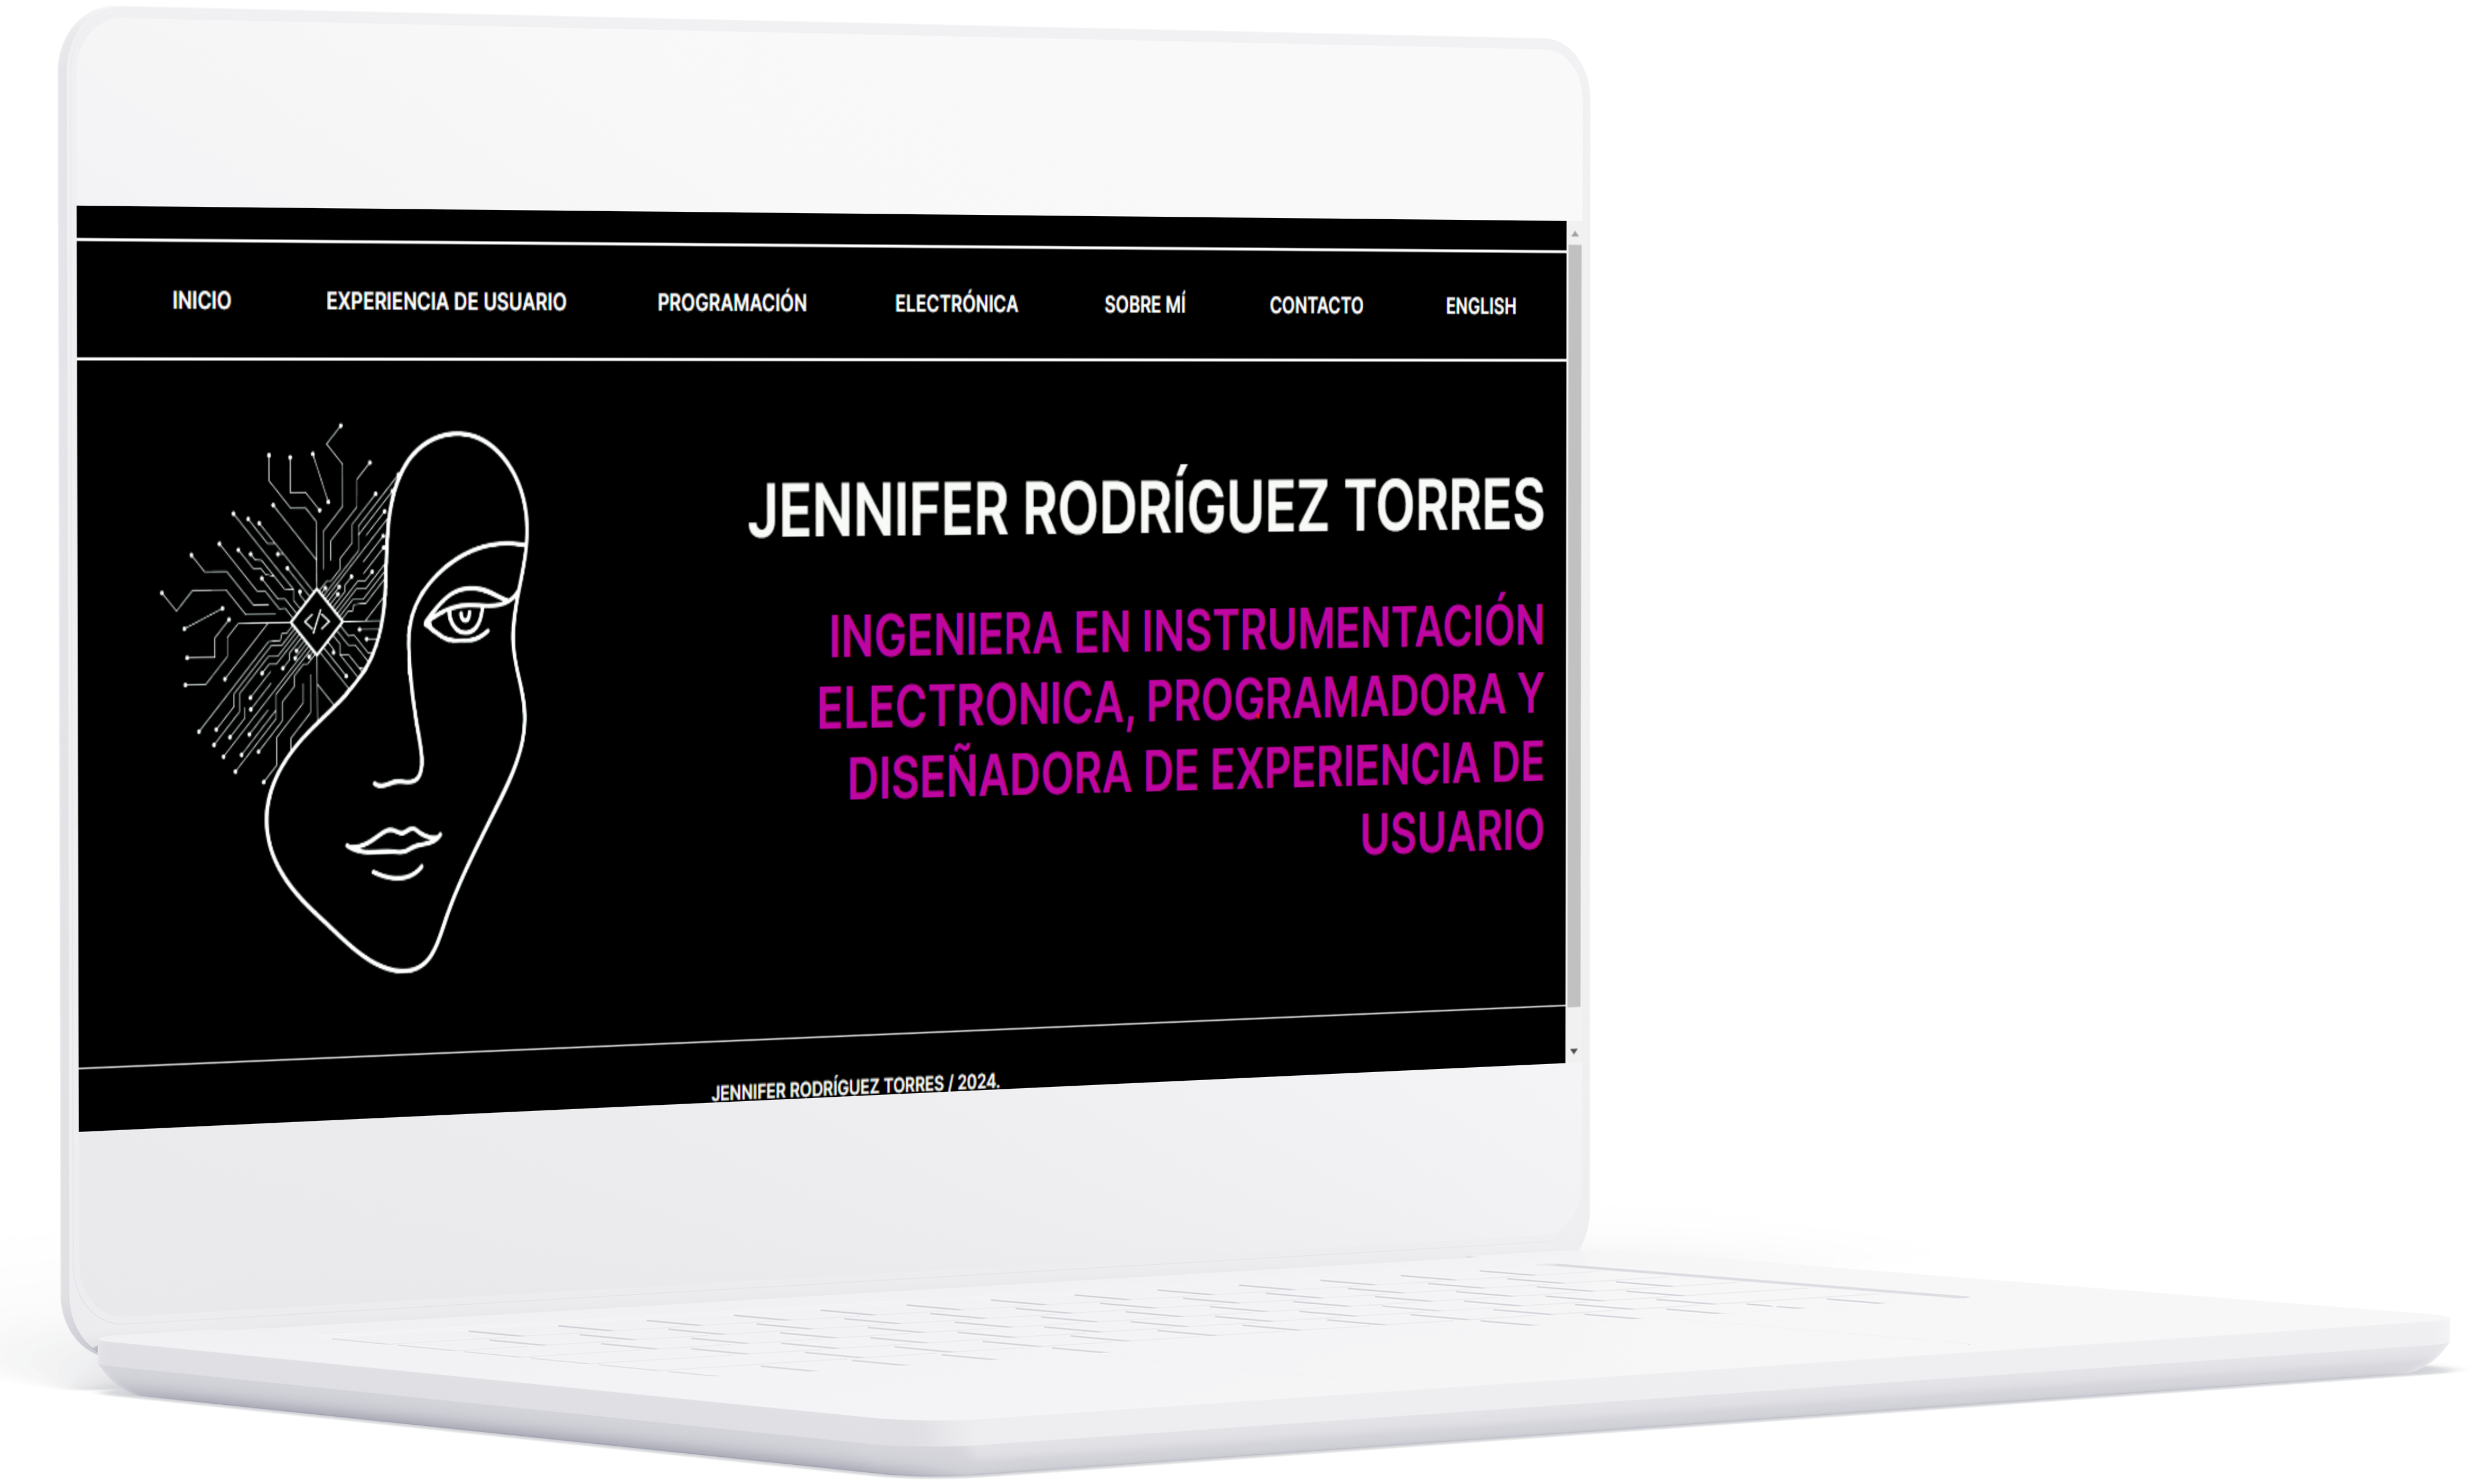 INICIO EXPERIENCIA DE USUARIO PROGRAMACIÓN ELECTRÓNICA SOBRE MÍ CONTACTO ENGLISH
</>
JENNIFER RODRÍGUEZ TORRES
INGENIERA EN INSTRUMENTACIÓN
ELECTRONICA, PROGRAMADORA Y
DISEÑADORA DE EXPERIENCIA DE
USUARIO
JENNIFER RODRÍGUEZ TORRES / 2024.